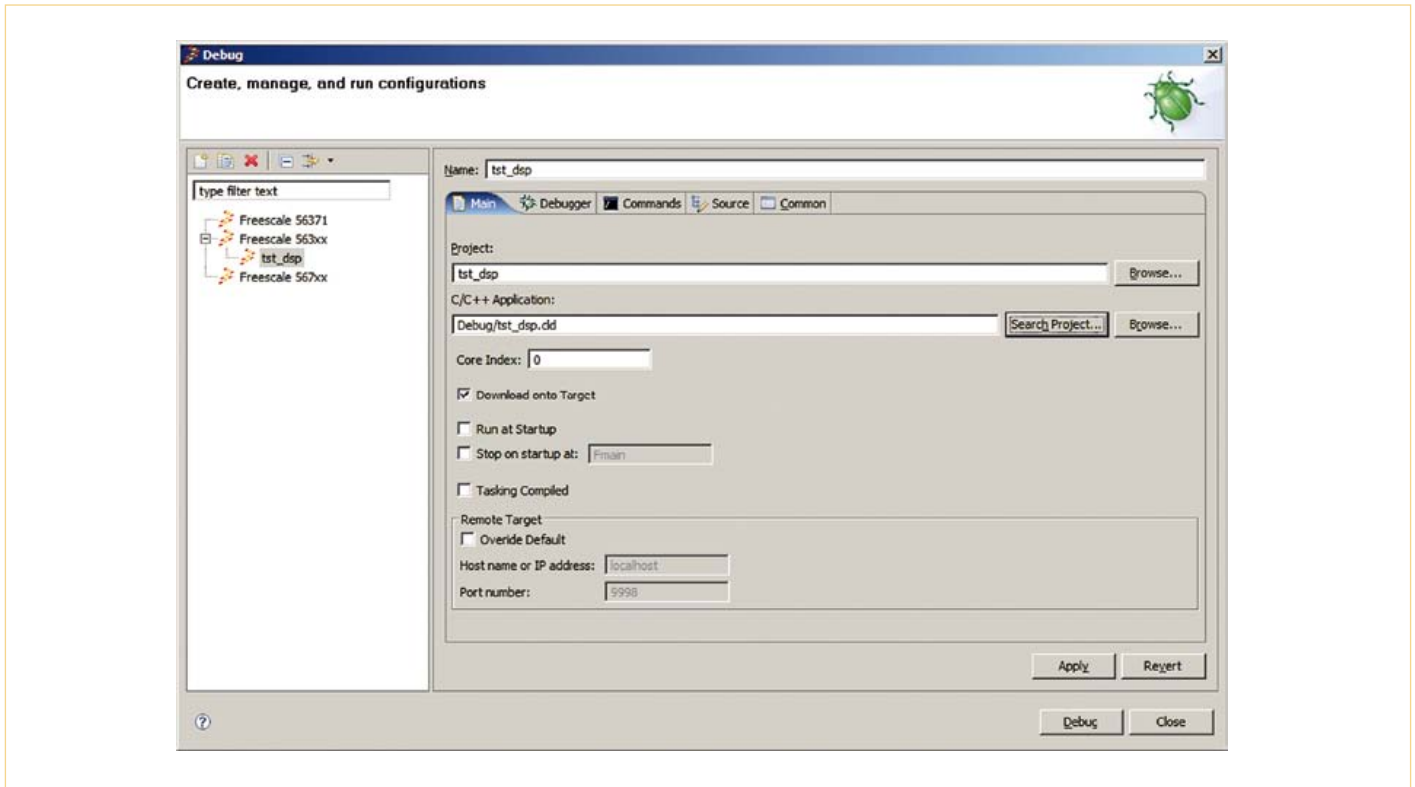 Debug
Create, manage, and run configurations
type filter text
Freescale 56371
Freescale 563xx
tst_dsp
Freescale 567xx
Name: tst_dsp
Main Debugger Commands Source Common
Project:
tst_dsp Browse...
C/C++ Application:
Debug/tst_dsp.cld Search Project... Browse...
Core Index: 0
Download onto Target
Run at Startup
Stop on startup at: Fmain
Tasking Compiled
Remote Target
Overide Default
Host name or IP address: localhost
Port number: 9998
Apply Revert
? Debug Close